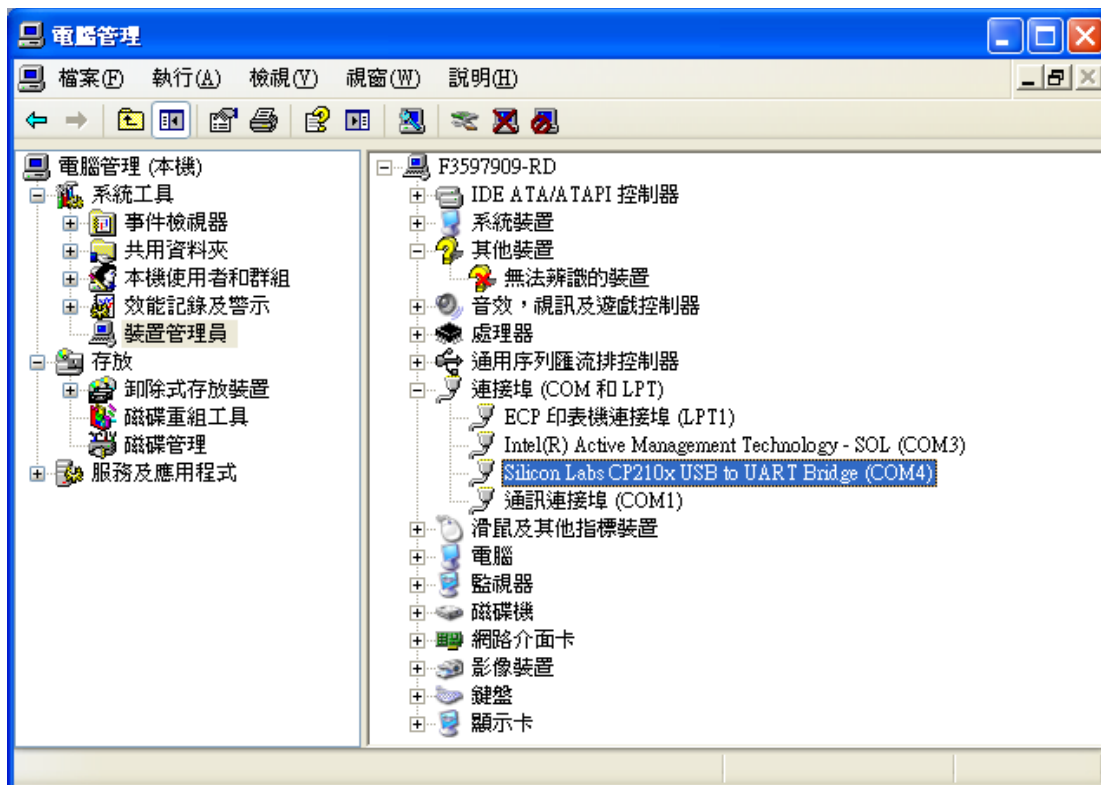 電腦管理
檔案(F) 執行(A) 檢視(V) 視窗(W) 說明(H)
電腦管理 (本機)
系統工具
事件檢視器
共用資料夾
本機使用者和群組
效能記錄及警示
裝置管理員
存放
卸除式存放裝置
磁碟重組工具
磁碟管理
服務及應用程式
F3597909-RD
IDE ATA/ATAPI 控制器
系統裝置
其他裝置
無法辨識的裝置
音效，視訊及遊戲控制器
處理器
通用序列匯流排控制器
連接埠 (COM 和 LPT)
ECP 印表機連接埠 (LPT1)
Intel(R) Active Management Technology - SOL (COM3)
Silicon Labs CP210x USB to UART Bridge (COM4)
通訊連接埠 (COM1)
滑鼠及其他指標裝置
電腦
監視器
磁碟機
網路介面卡
影像裝置
鍵盤
顯示卡